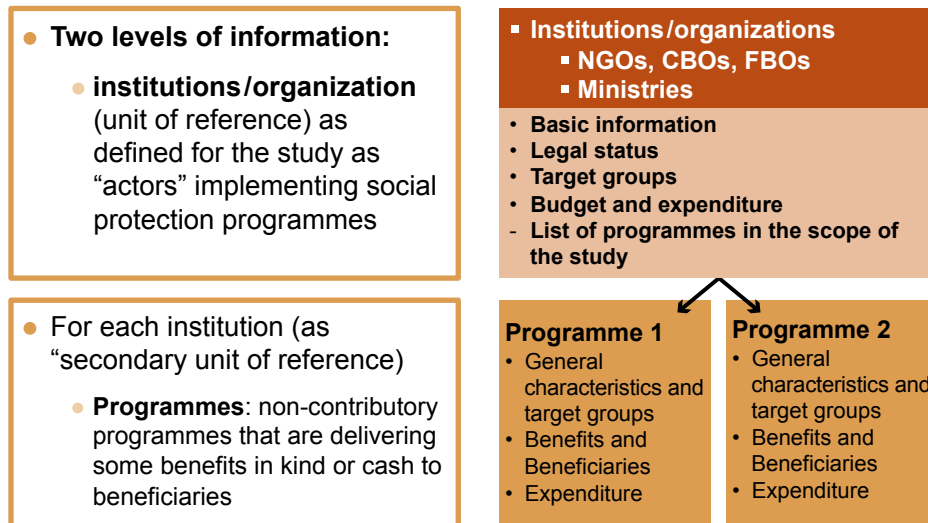 Two levels of information:
institutions/organization
(unit of reference) as
defined for the study as
“actors” implementing social
protection programmes
For each institution (as
“secondary unit of reference)
Programmes: non-contributory
programmes that are delivering
some benefits in kind or cash to
beneficiaries
Institutions/organizations
NGOs, CBOs, FBOs
Ministries
Basic information
Legal status
Target groups
Budget and expenditure
- List of programmes in the scope of
the study
Programme 1
General
characteristics and
target groups
Benefits and
Beneficiaries
Expenditure
Programme 2
General
characteristics and
target groups
Benefits and
Beneficiaries
Expenditure